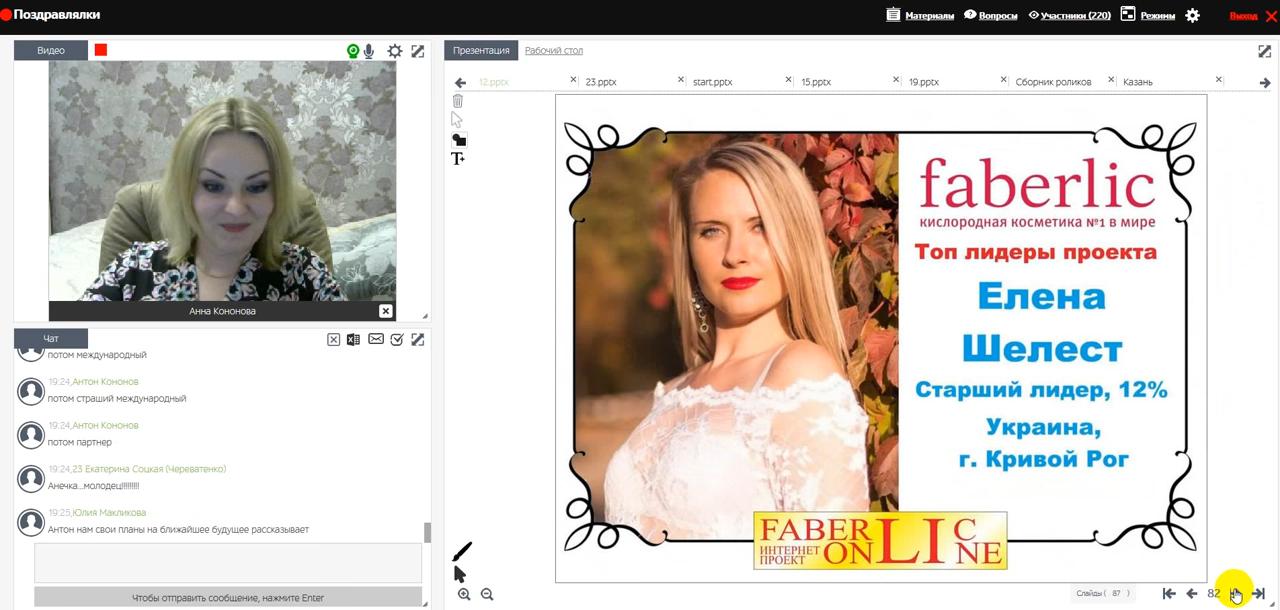 Поздравлялки
Материалы
Вопросы
Участники (220)
Режимы
Выход
Видео
Анна Кононова
Чат
потом международный
19:24,Антон Кононов
потом страший международный
19:24,Антон Кононов
потом партнер
19:24,23 Екатерина Соцкая (Череватенко)
Анечка...молодец!!!!!!!!!
19:25,Юлия Макликова
Антон нам свои планы на ближайшее будущее рассказывает
Чтобы отправить сообщение, нажмите Enter
Презентация
Рабочий стол
12.pptx
23.pptx
start.pptx
15.pptx
19.pptx
Сборник роликов
Казань
faberlic
кислородная косметика №1 в мире
Топ лидеры проекта
Елена
Шелест
Старший лидер, 12%
Украина,
г. Кривой Рог
FABERLIC
ИНТЕРНЕТ
ПРОЕКТ
ONLINE
Слайды ( 87 )
82